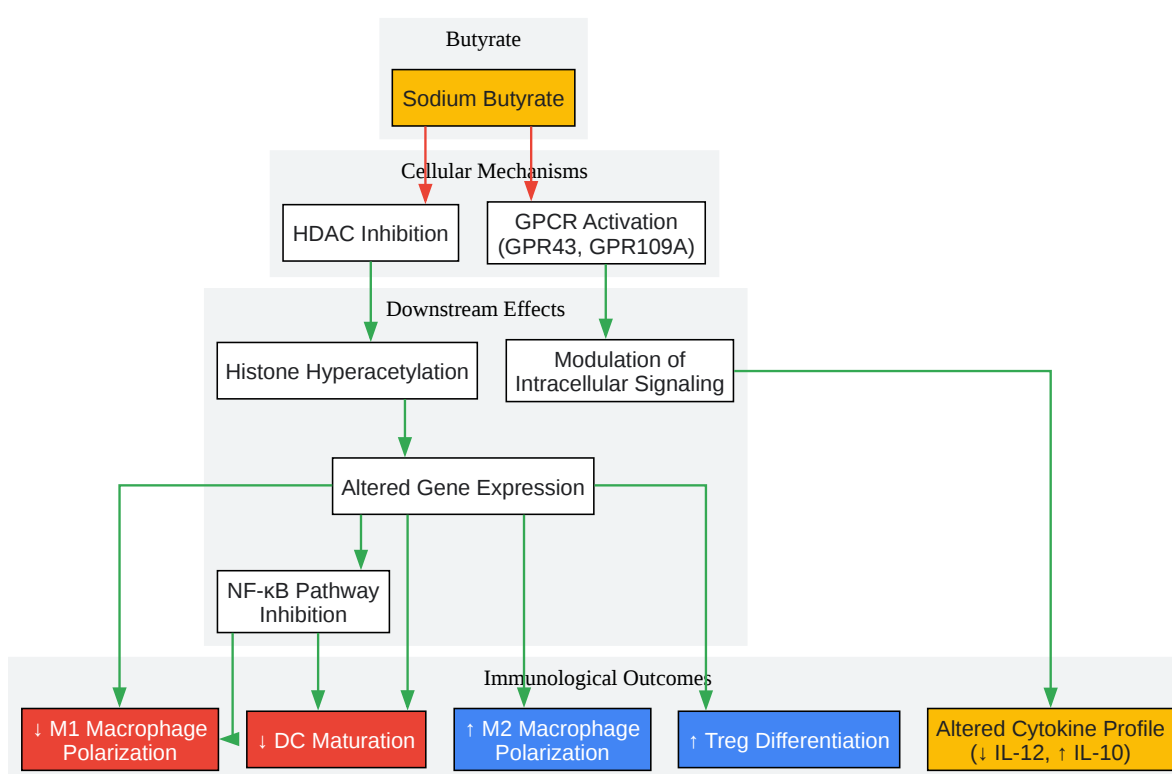 Butyrate
Sodium Butyrate
Cellular Mechanisms
HDAC Inhibition
GPCR Activation
(GPR43, GPR109A)
Downstream Effects
Histone Hyperacetylation
Modulation of
Intracellular Signaling
Altered Gene Expression
NF-κB Pathway
Inhibition
Immunological Outcomes
↓ M1 Macrophage
Polarization
↓ DC Maturation
↑ M2 Macrophage
Polarization
↑ Treg Differentiation
Altered Cytokine Profile
(↓ IL-12, ↑ IL-10)